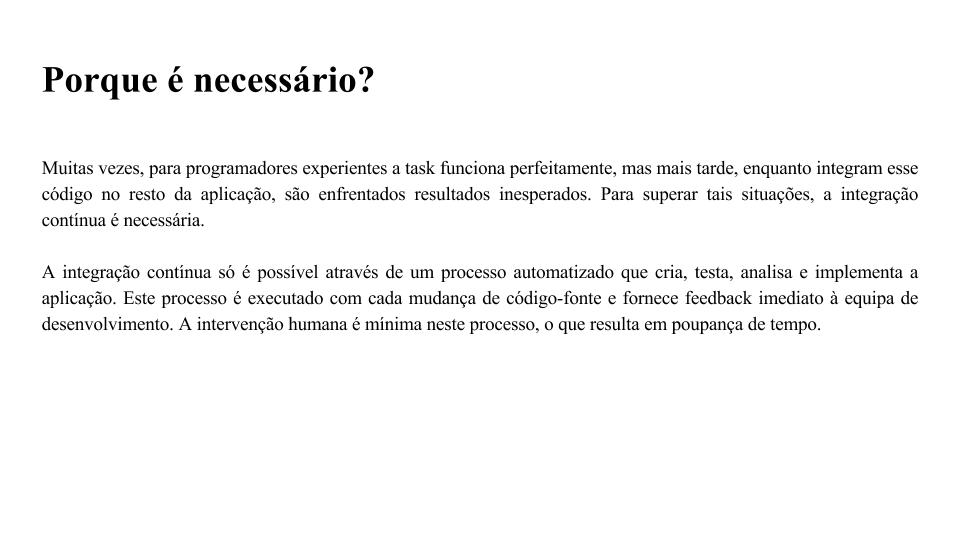 Porque é necessário?
Muitas vezes, para programadores experientes a task funciona perfeitamente, mas mais tarde, enquanto integram esse
código no resto da aplicação, são enfrentados resultados inesperados. Para superar tais situações, a integração
contínua é necessária.
A integração contínua só é possível através de um processo automatizado que cria, testa, analisa e implementa a
aplicação. Este processo é executado com cada mudança de código-fonte e fornece feedback imediato à equipa de
desenvolvimento. A intervenção humana é mínima neste processo, o que resulta em poupança de tempo.